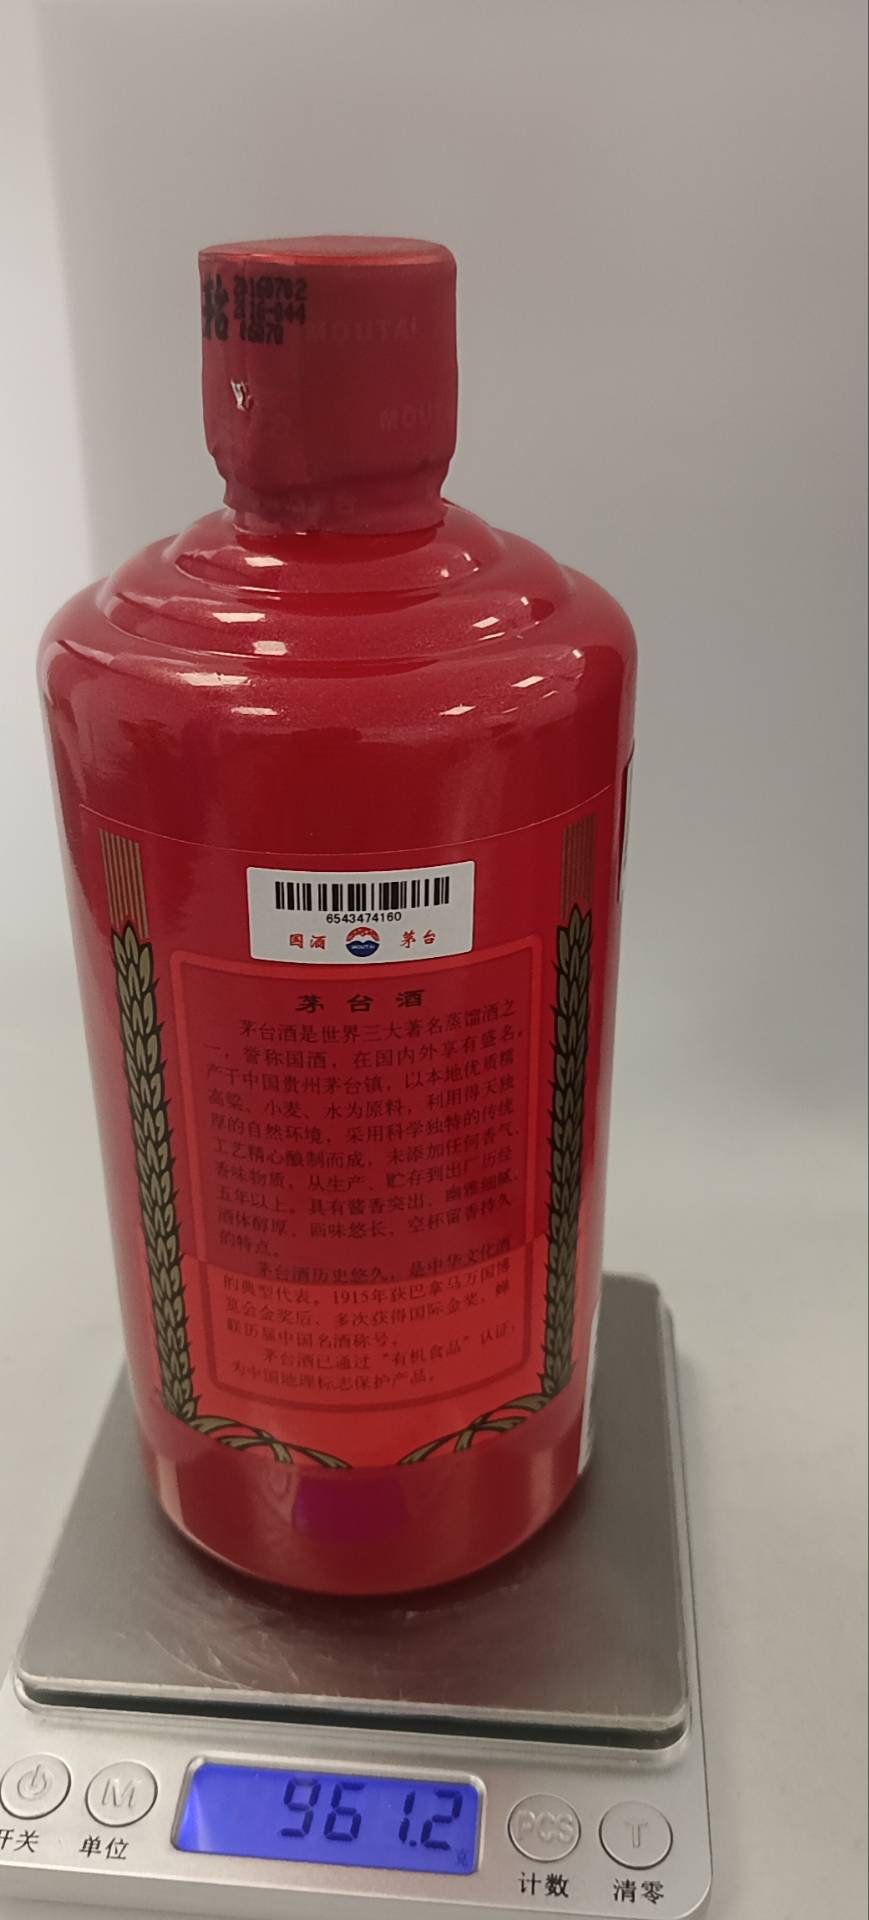 20160702
2016-044
16870
MOUTAI
MOUT
6543474160
国酒 MOUTAI 茅台
茅台酒
茅台酒是世界三大著名蒸馏酒之
一，誉称国酒，在国内外享有盛名。
产于中国贵州茅台镇，以本地优质糯
高粱、小麦、水为原料，利用得天独
厚的自然环境，采用科学独特的传统
工艺精心酿制而成，未添加任何香气、
香味物质，从生产、贮存到出厂历经
五年以上。具有酱香突出、幽雅细腻、
酒体醇厚、回味悠长、空杯留香持久
的特点。
茅台酒历史悠久，是中华文化酒
的典型代表。1915年获巴拿马万国博
览会金奖后，多次获得国际金奖，蝉
联历届中国名酒称号。
茅台酒已通过“有机食品”认证，
为中国地理标志保护产品。
961.2
克
M PCS T
开关 单位 计数 清零